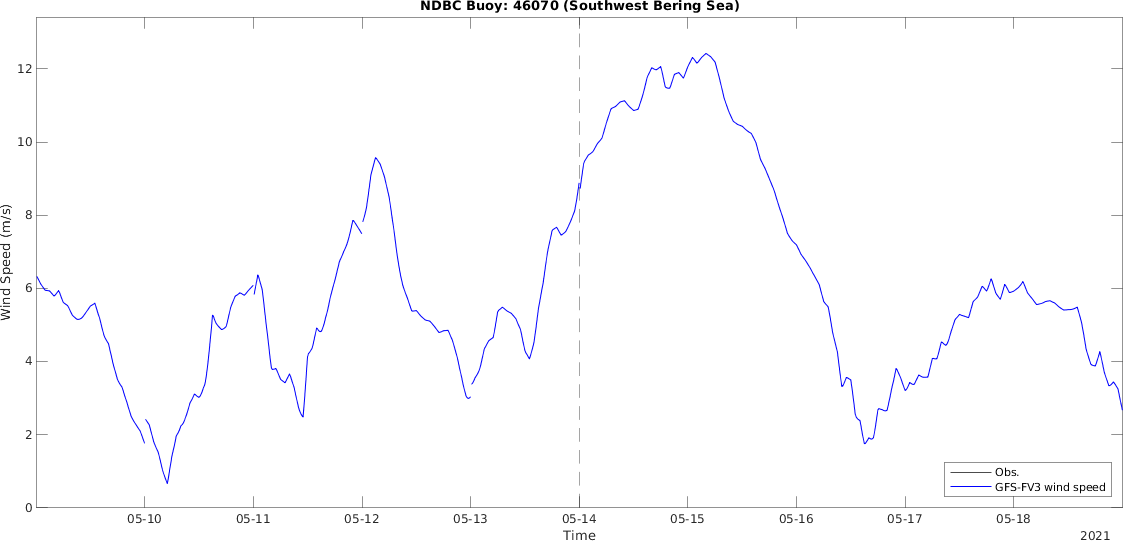 NDBC Buoy: 46070 (Southwest Bering Sea)
Wind Speed (m/s)
12
10
8
6
4
2
0
Obs.
GFS-FV3 wind speed
05-10 05-11 05-12 05-13 05-14 05-15 05-16 05-17 05-18
Time
2021